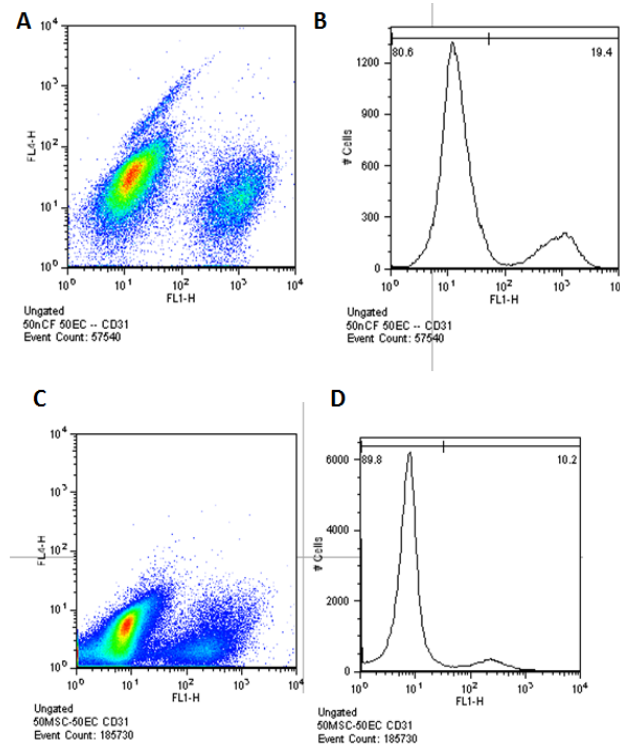 A
10^4
10^3
10^2
10^1
10^0
FL4-H
10^0 10^1 10^2 10^3 10^4
FL1-H
Ungated
50nCF 50EC -- CD31
Event Count: 57540
B
80.6 19.4
1200
900
600
300
0
# Cells
10^0 10^1 10^2 10^3 10
FL1-H
Ungated
50nCF 50EC -- CD31
Event Count: 57540
C
10^4
10^3
10^2
10^1
10^0
FL4-H
10^0 10^1 10^2 10^3 10^4
FL1-H
Ungated
50MSC-50EC CD31
Event Count: 185730
D
89.8 10.2
6000
4000
2000
0
# Cells
10^0 10^1 10^2 10^3 10^4
FL1-H
Ungated
50MSC-50EC CD31
Event Count: 185730